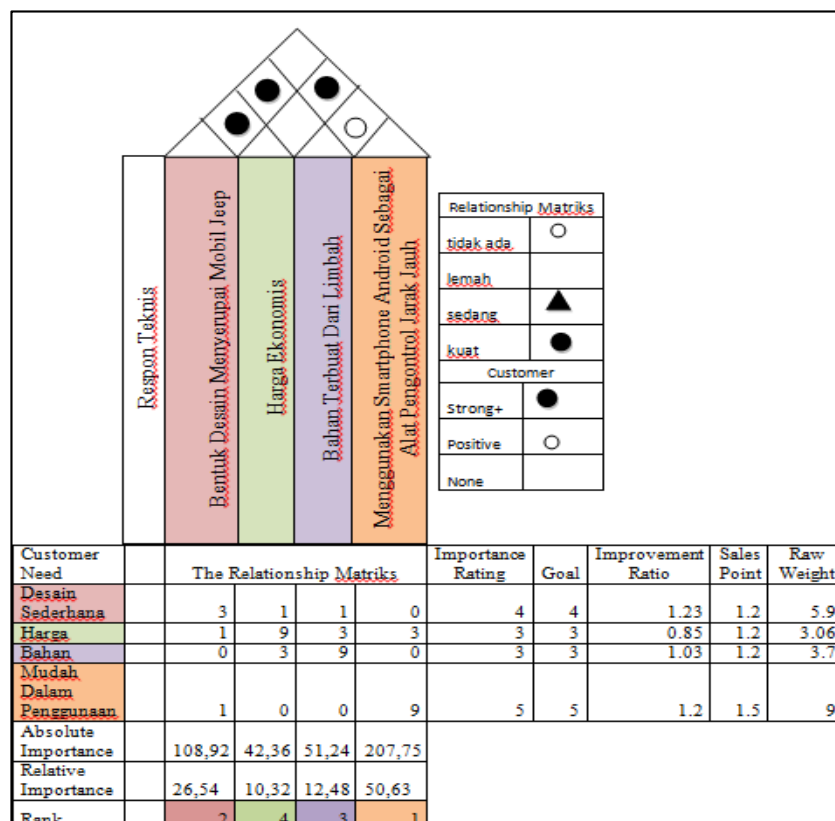 Respon Teknis
Bentuk Desain Menyerupai Mobil Jeep
Harga Ekonomis
Bahan Terbuat Dari Limbah
Menggunakan Smartphone Android Sebagai
Alat Pengontrol Jarak Jauh
Relationship Matriks
tidak ada
lemah
sedang
kuat
Customer
Strong+
Positive
None
Customer
Need
The Relationship Matriks
Importance
Rating
Goal
Improvement
Ratio
Sales
Point
Raw
Weight
Desain
Sederhana 3 1 1 0 4 4 1.23 1.2 5.9
Harga 1 9 3 3 3 3 0.85 1.2 3.06
Bahan 0 3 9 0 3 3 1.03 1.2 3.7
Mudah
Dalam
Penggunaan 1 0 0 9 5 5 1.2 1.5 9
Absolute
Importance 108,92 42,36 51,24 207,75
Relative
Importance 26,54 10,32 12,48 50,63
Rank 2 4 3 1